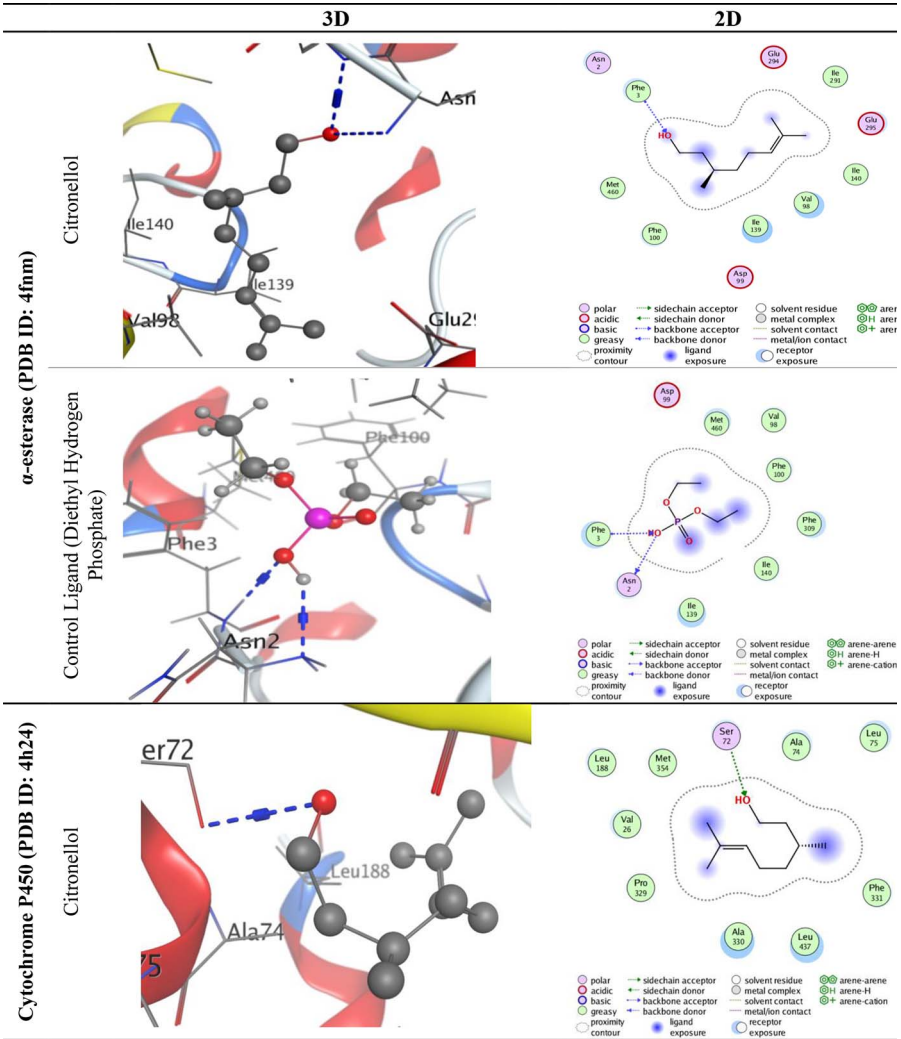 3D 2D
α-esterase (PDB ID: 4fnm)
Citronellol
Asn
Ile140
Ile139
Val98
Asn
2
Phe
3
Glu
294
Ile
291
Glu
295
Ile
140
Val
98
Ile
139
Asp
99
Phe
100
Met
460
HO
polar sidechain acceptor solvent residue
acidic sidechain donor metal complex H
basic backbone acceptor solvent contact +
greasy backbone donor metal/ion contact
proximity ligand receptor
contour exposure exposure
Control Ligand (Diethyl Hydrogen
Phosphate)
Phe100
Phe3
Asn2
Asp
99
Met
460
Val
98
Phe
100
Phe
309
Ile
140
Ile
139
Asn
2
Phe
3
O
O
P
O
polar sidechain acceptor solvent residue arene-arene
acidic sidechain donor metal complex H arene-H
basic backbone acceptor solvent contact + arene-cation
greasy backbone donor metal/ion contact
proximity ligand receptor
contour exposure exposure
Cytochrome P450 (PDB ID: 4h24)
Citronellol
er72
Leu188
Ala74
75
Ser
72
Ala
74
Leu
75
Leu
188
Met
354
Val
26
Pro
329
Ala
330
Leu
437
Phe
331
HO
polar sidechain acceptor solvent residue arene-arene
acidic sidechain donor metal complex H arene-H
basic backbone acceptor solvent contact + arene-cation
greasy backbone donor metal/ion contact
proximity ligand receptor
contour exposure exposure